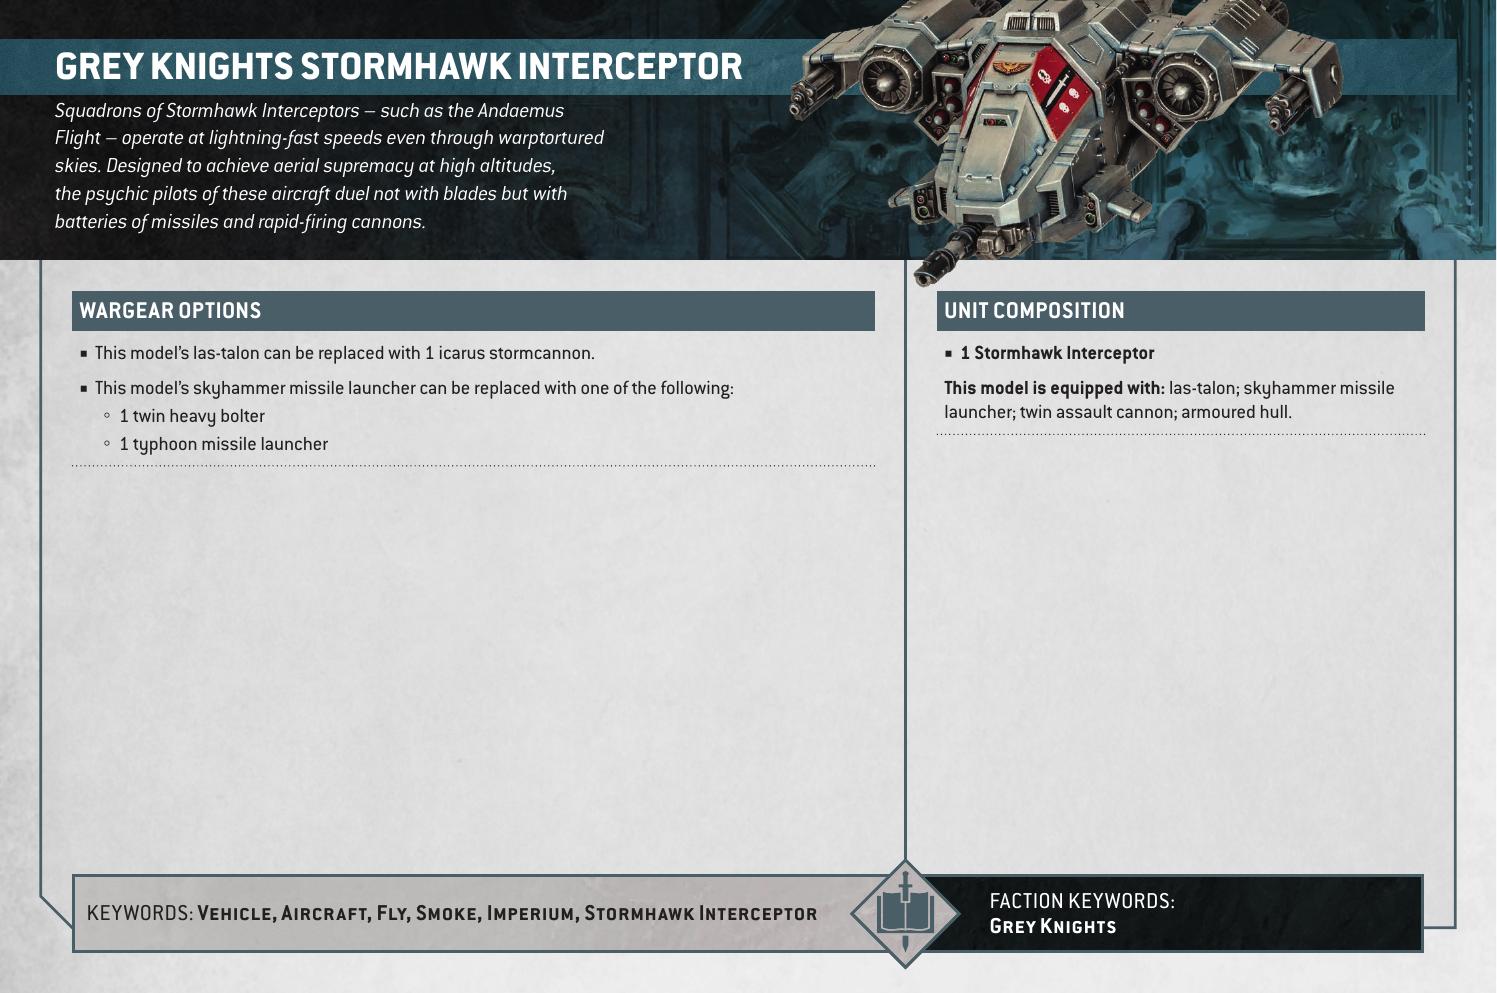 GREY KNIGHTS STORMHAWK INTERCEPTOR
Squadrons of Stormhawk Interceptors – such as the Andaemus
Flight – operate at lightning-fast speeds even through warptortured
skies. Designed to achieve aerial supremacy at high altitudes,
the psychic pilots of these aircraft duel not with blades but with
batteries of missiles and rapid-firing cannons.
WARGEAR OPTIONS
■ This model’s las-talon can be replaced with 1 icarus stormcannon.
■ This model’s skyhammer missile launcher can be replaced with one of the following:
◦ 1 twin heavy bolter
◦ 1 typhoon missile launcher
UNIT COMPOSITION
■ 1 Stormhawk Interceptor
This model is equipped with: las-talon; skyhammer missile
launcher; twin assault cannon; armoured hull.
KEYWORDS: Vehicle, Aircraft, Fly, Smoke, Imperium, Stormhawk Interceptor
FACTION KEYWORDS:
Grey Knights